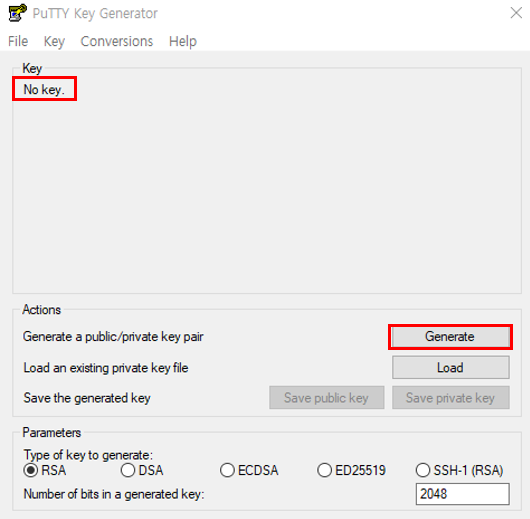 PuTTY Key Generator
File Key Conversions Help
Key
No key.
Actions
Generate a public/private key pair
Generate
Load an existing private key file
Load
Save the generated key
Save public key
Save private key
Parameters
Type of key to generate:
RSA DSA ECDSA ED25519 SSH-1 (RSA)
Number of bits in a generated key:
2048